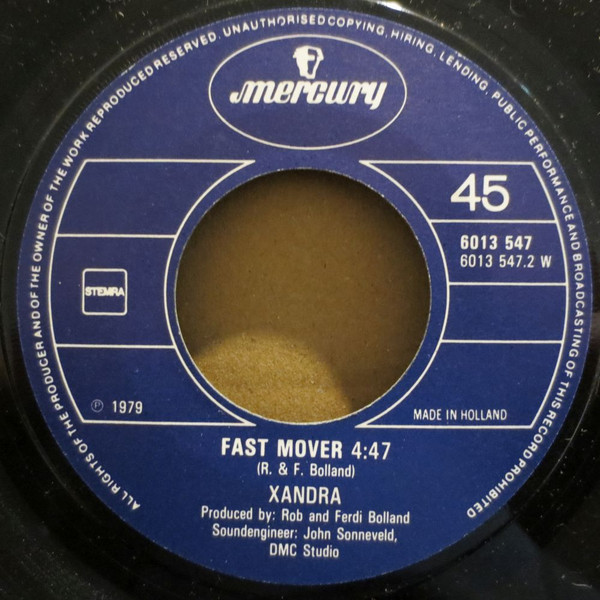 ALL RIGHTS OF THE PRODUCER AND OF THE OWNER OF THE WORK REPRODUCED RESERVED. UNAUTHORISED COPYING, HIRING, LENDING, PUBLIC PERFORMANCE AND BROADCASTING OF THIS RECORD PROHIBITED
mercury
45
6013 547
6013 547.2 W
STEMRA
℗ 1979
MADE IN HOLLAND
FAST MOVER 4:47
(R. & F. Bolland)
XANDRA
Produced by: Rob and Ferdi Bolland
Soundengineer: John Sonneveld,
DMC Studio